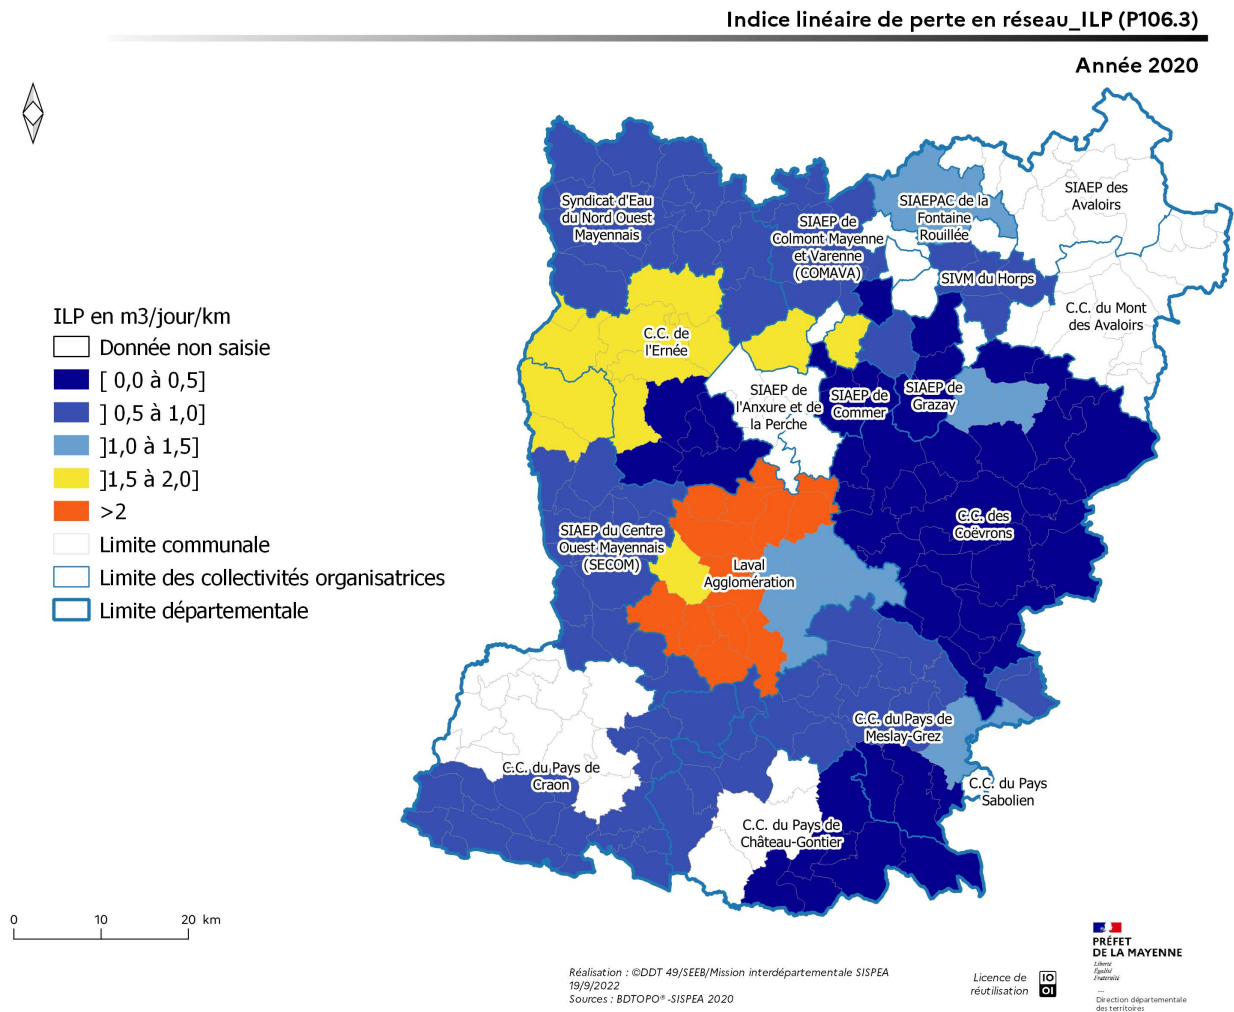 Indice linéaire de perte en réseau_ILP (P106.3)
Année 2020
SIAEP des
Avaloirs
Syndicat d'Eau
du Nord Ouest
Mayennais
SIAEPAC de la
Fontaine
Rouillée
SIAEP de
Colmont Mayenne
et Varenne
(COMAVA)
SIVM du Horps
C.C. du Mont
des Avaloirs
C.C. de
l'Ernée
SIAEP de
l'Anxure et de
la Perche
SIAEP de
Commer
SIAEP de
Grazay
ILP en m3/jour/km
Donnée non saisie
[ 0,0 à 0,5]
] 0,5 à 1,0]
]1,0 à 1,5]
]1,5 à 2,0]
>2
Limite communale
Limite des collectivités organisatrices
Limite départementale
C.C. des
Coëvrons
SIAEP du Centre
Ouest Mayennais
(SECOM)
Laval
Agglomération
C.C. du Pays de
Meslay-Grez
C.C. du Pays de
Craon
C.C. du Pays
Sabolien
C.C. du Pays de
Château-Gontier
0 10 20 km
Réalisation : ©DDT 49/SEEB/Mission interdépartementale SISPEA
19/9/2022
Sources : BDTOPO® -SISPEA 2020
Licence de
réutilisation
IO
OI
PRÉFET
DE LA MAYENNE
Liberté
Égalité
Fraternité
Direction départementale
des territoires